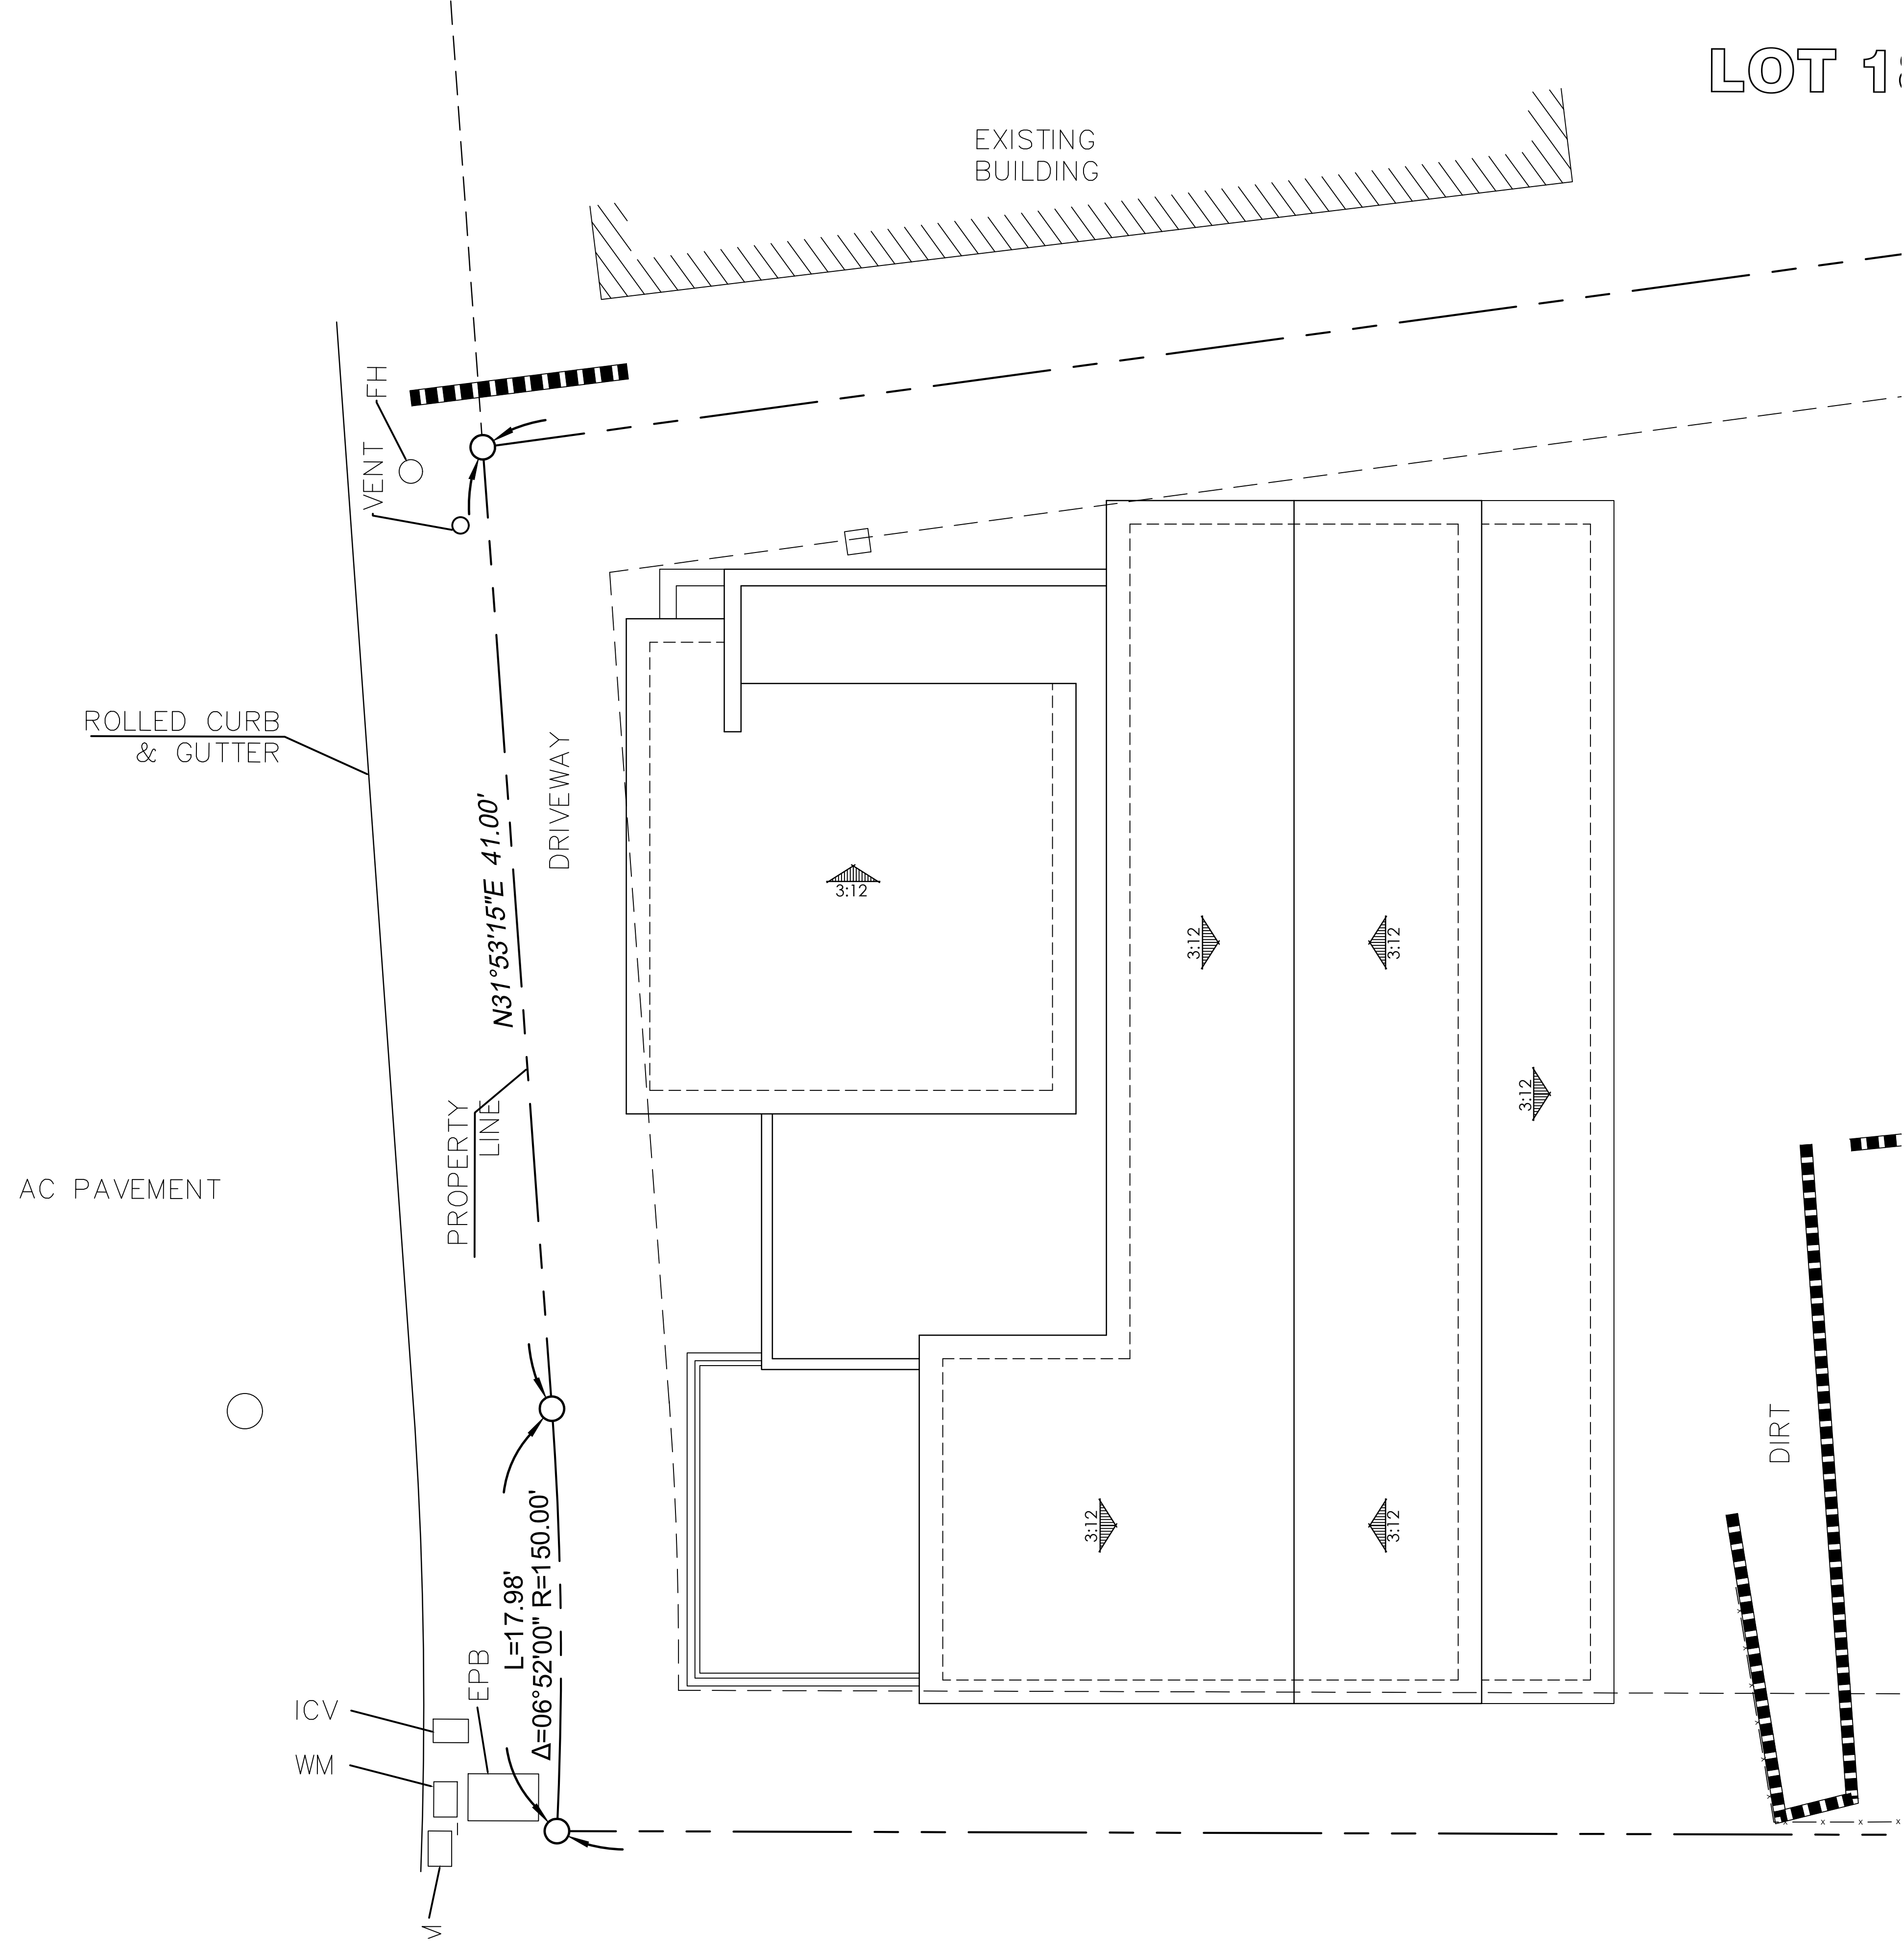 LOT 18
EXISTING
BUILDING
FH
VENT
ROLLED CURB
& GUTTER
DRIVEWAY
N31°53'15"E 41.00'
3:12
3:12
3:12
3:12
PROPERTY
LINE
AC PAVEMENT
DIRT
3:12
3:12
L=17.98'
Δ=06°52'00" R=150.00'
EPB
ICV
WM